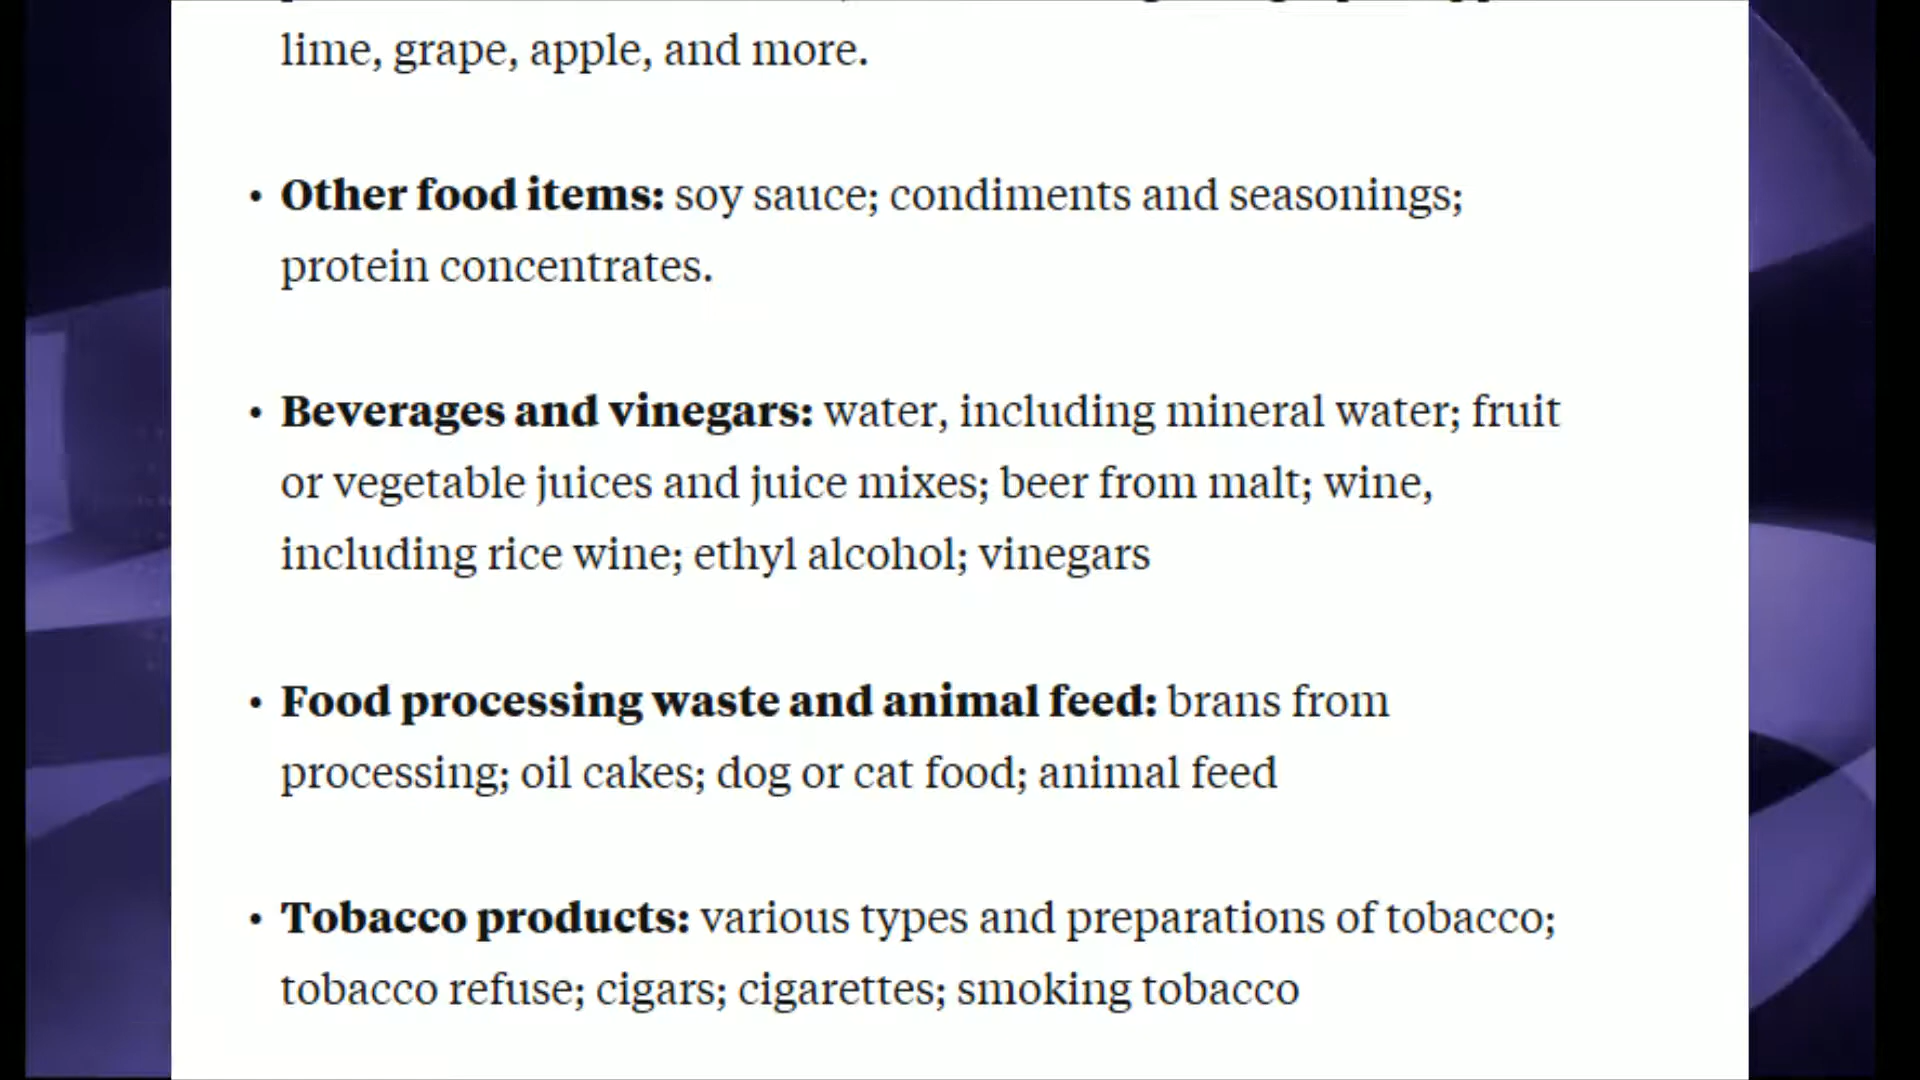 lime, grape, apple, and more.
• Other food items: soy sauce; condiments and seasonings;
protein concentrates.
• Beverages and vinegars: water, including mineral water; fruit
or vegetable juices and juice mixes; beer from malt; wine,
including rice wine; ethyl alcohol; vinegars
• Food processing waste and animal feed: brans from
processing; oil cakes; dog or cat food; animal feed
• Tobacco products: various types and preparations of tobacco;
tobacco refuse; cigars; cigarettes; smoking tobacco